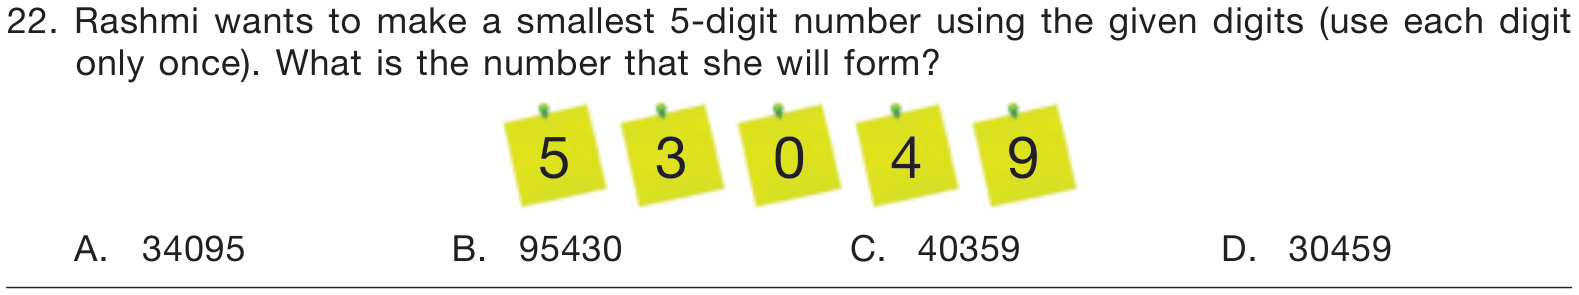 22. Rashmi wants to make a smallest 5-digit number using the given digits (use each digit
only once). What is the number that she will form?
5 3 0 4 9
A. 34095 B. 95430 C. 40359 D. 30459